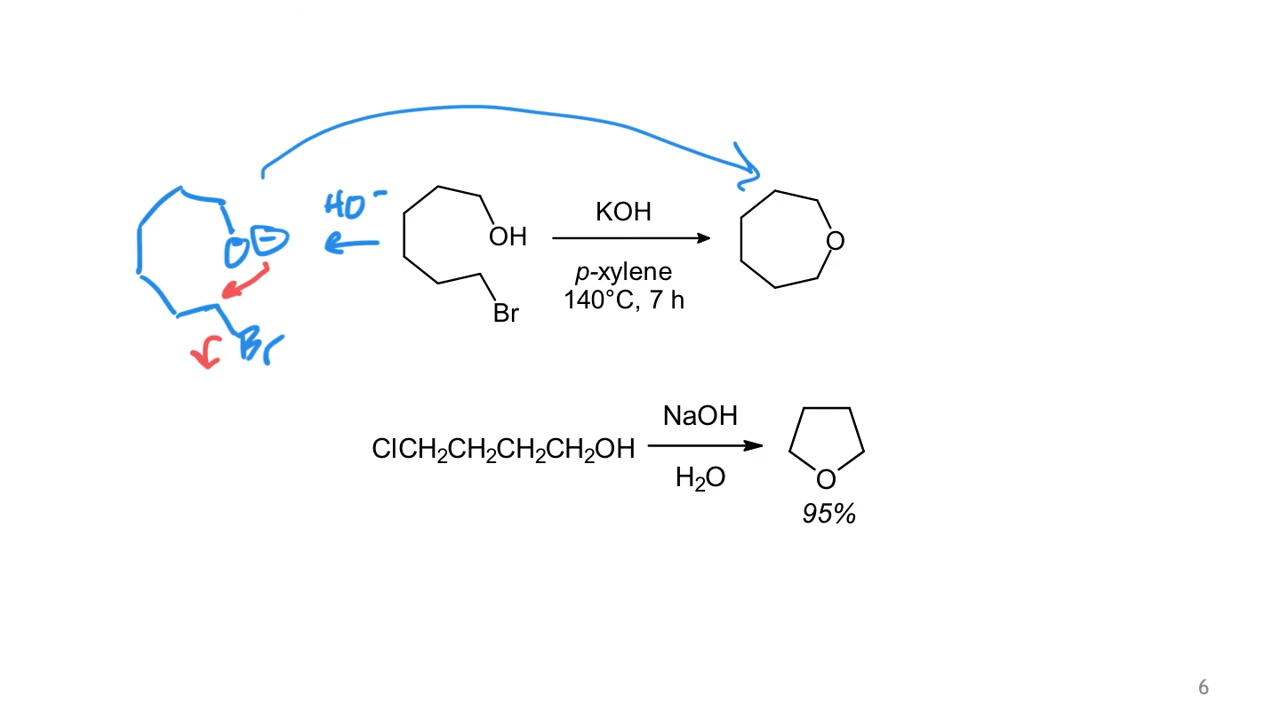 HO⁻
OH
KOH
O
O⊖
p-xylene
140°C, 7 h
Br
Br
NaOH
ClCH₂CH₂CH₂CH₂OH
H₂O
O
95%
6